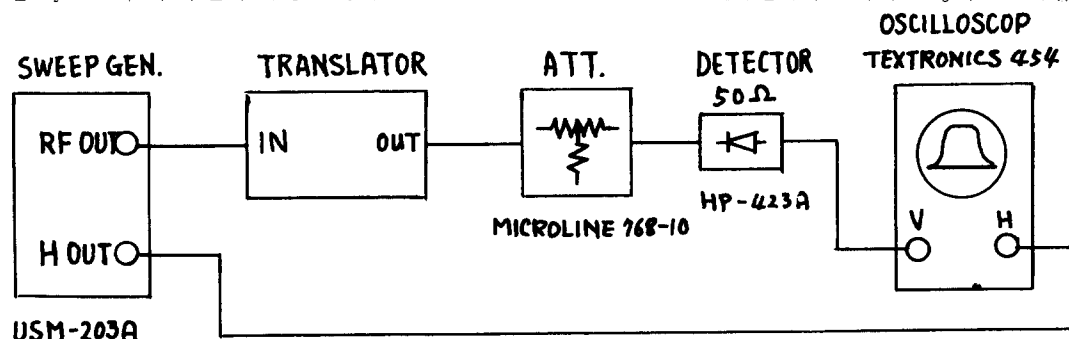 OSCILLOSCOP
TEXTRONICS 454
SWEEP GEN.
TRANSLATOR
ATT.
DETECTOR
50Ω
RF OUT
IN
OUT
HP-423A
MICROLINE 768-10
V
H
H OUT
USM-203A